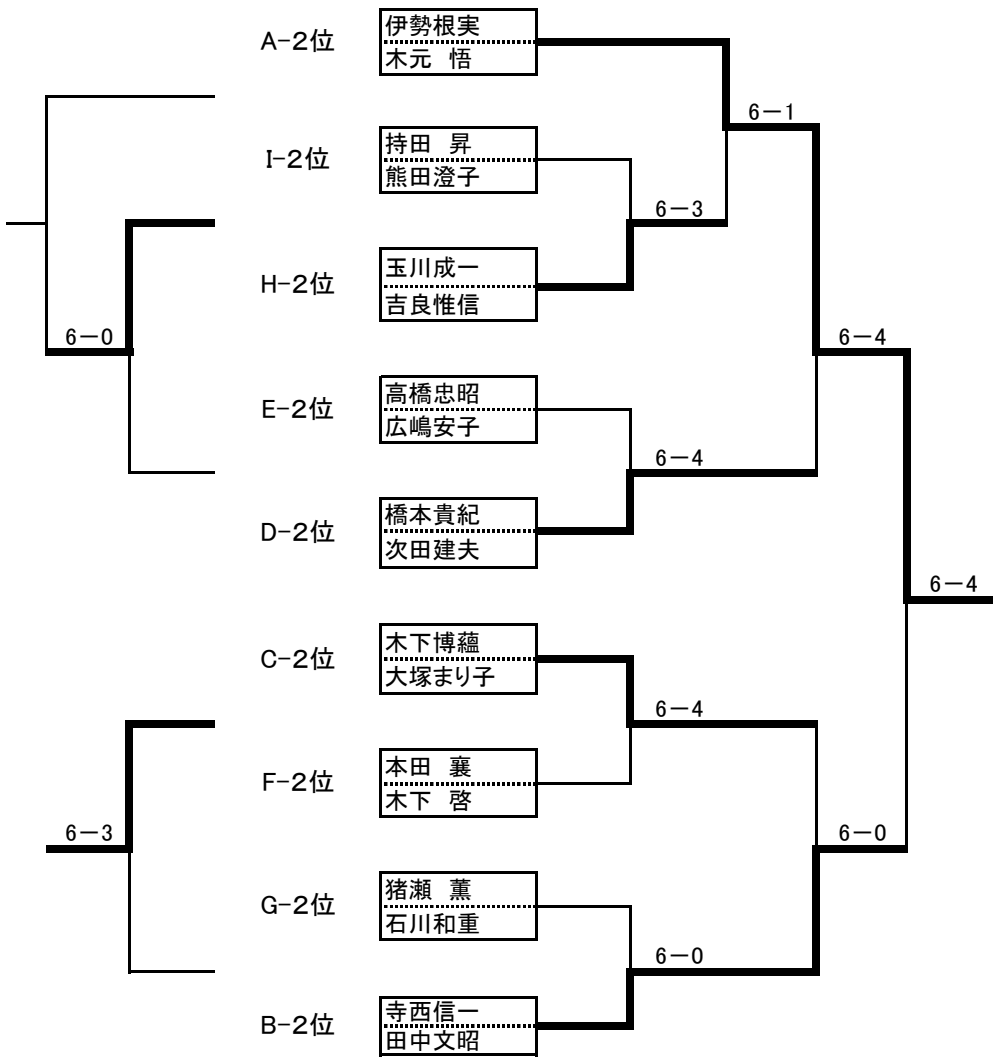 A-2位
伊勢根実
木元　悟
6－1
I-2位
持田　昇
熊田澄子
6－3
H-2位
玉川成一
吉良惟信
6－0
6－4
E-2位
高橋忠昭
広嶋安子
6－4
D-2位
橋本貴紀
次田建夫
6－4
C-2位
木下博蘊
大塚まり子
6－4
F-2位
本田　襄
木下　啓
6－3
6－0
G-2位
猪瀬　薫
石川和重
6－0
B-2位
寺西信一
田中文昭